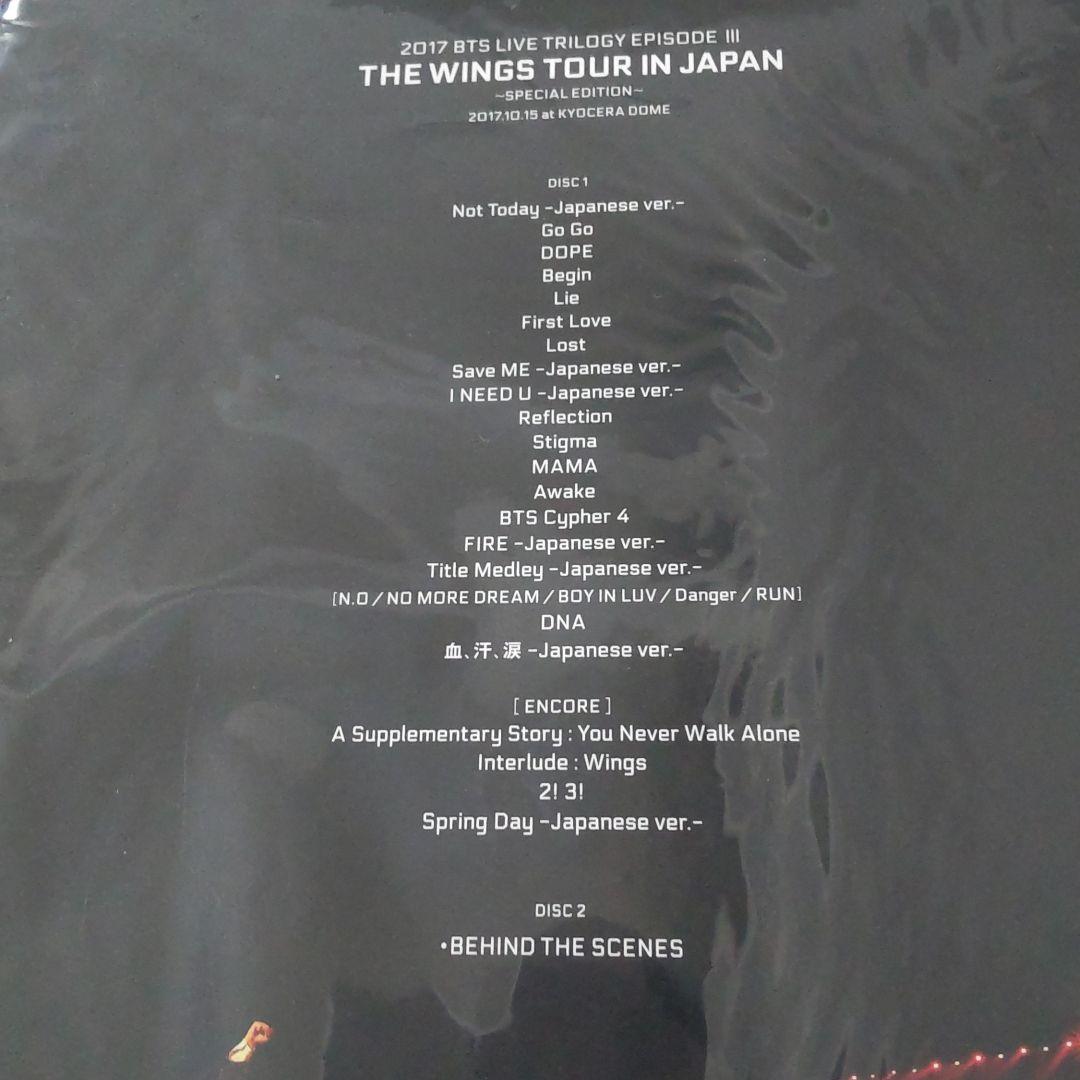 2017 BTS LIVE TRILOGY EPISODE III
THE WINGS TOUR IN JAPAN
~SPECIAL EDITION~
2017.10.15 at KYOCERA DOME
DISC 1
Not Today -Japanese ver.-
Go Go
DOPE
Begin
Lie
First Love
Lost
Save ME -Japanese ver.-
I NEED U -Japanese ver.-
Reflection
Stigma
MAMA
Awake
BTS Cypher 4
FIRE -Japanese ver.-
Title Medley -Japanese ver.-
[N.O / NO MORE DREAM / BOY IN LUV / Danger / RUN]
DNA
血、汗、涙 -Japanese ver.-
[ ENCORE ]
A Supplementary Story : You Never Walk Alone
Interlude : Wings
2! 3!
Spring Day -Japanese ver.-
DISC 2
•BEHIND THE SCENES